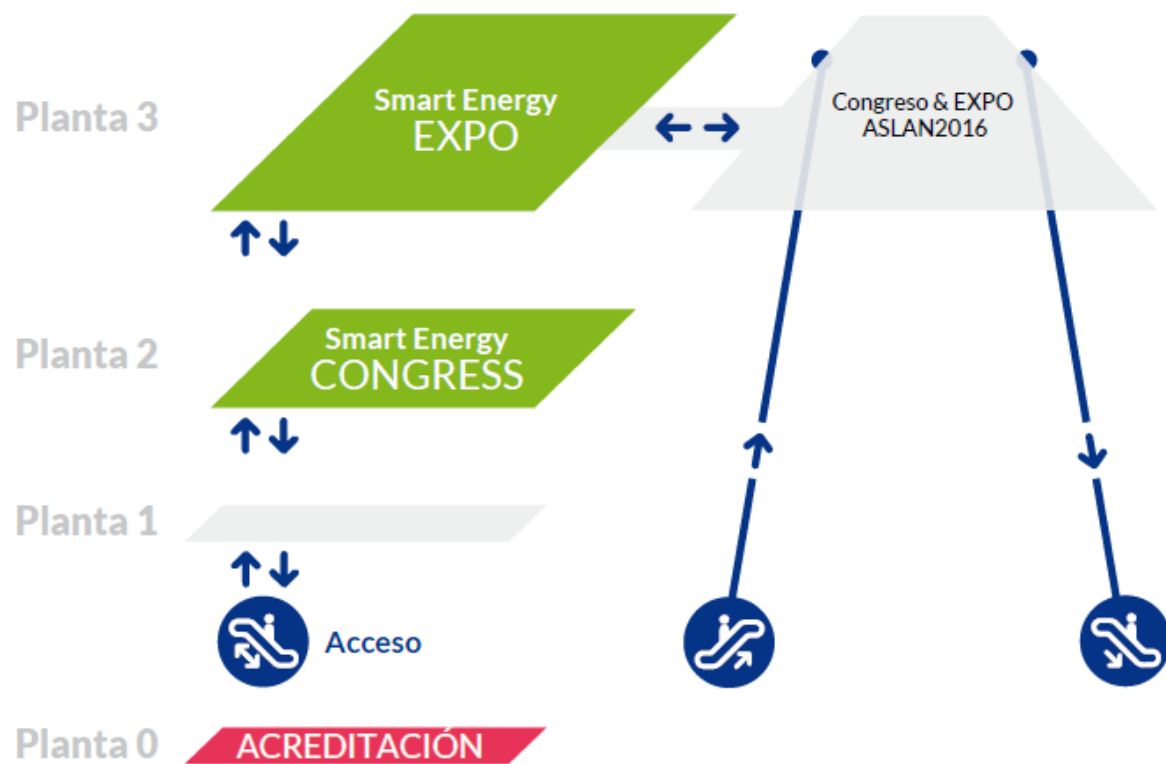 Planta 3
Smart Energy
EXPO
Congreso & EXPO
ASLAN2016
Planta 2
Smart Energy
CONGRESS
Planta 1
Acceso
Planta 0
ACREDITACIÓN